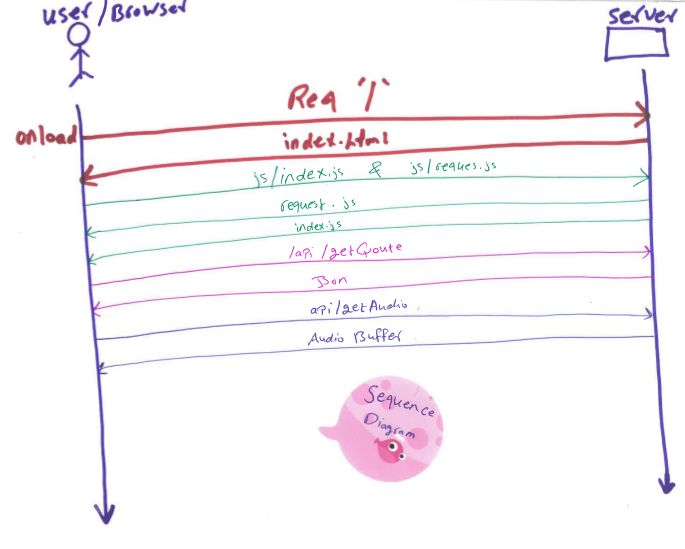 user/Browser
server
Req "/"
onload
index.html
js/index.js & js/reques.js
request.js
index.js
/api/getQoute
Json
api/getAudio
Audio Buffer
Sequence
Diagram